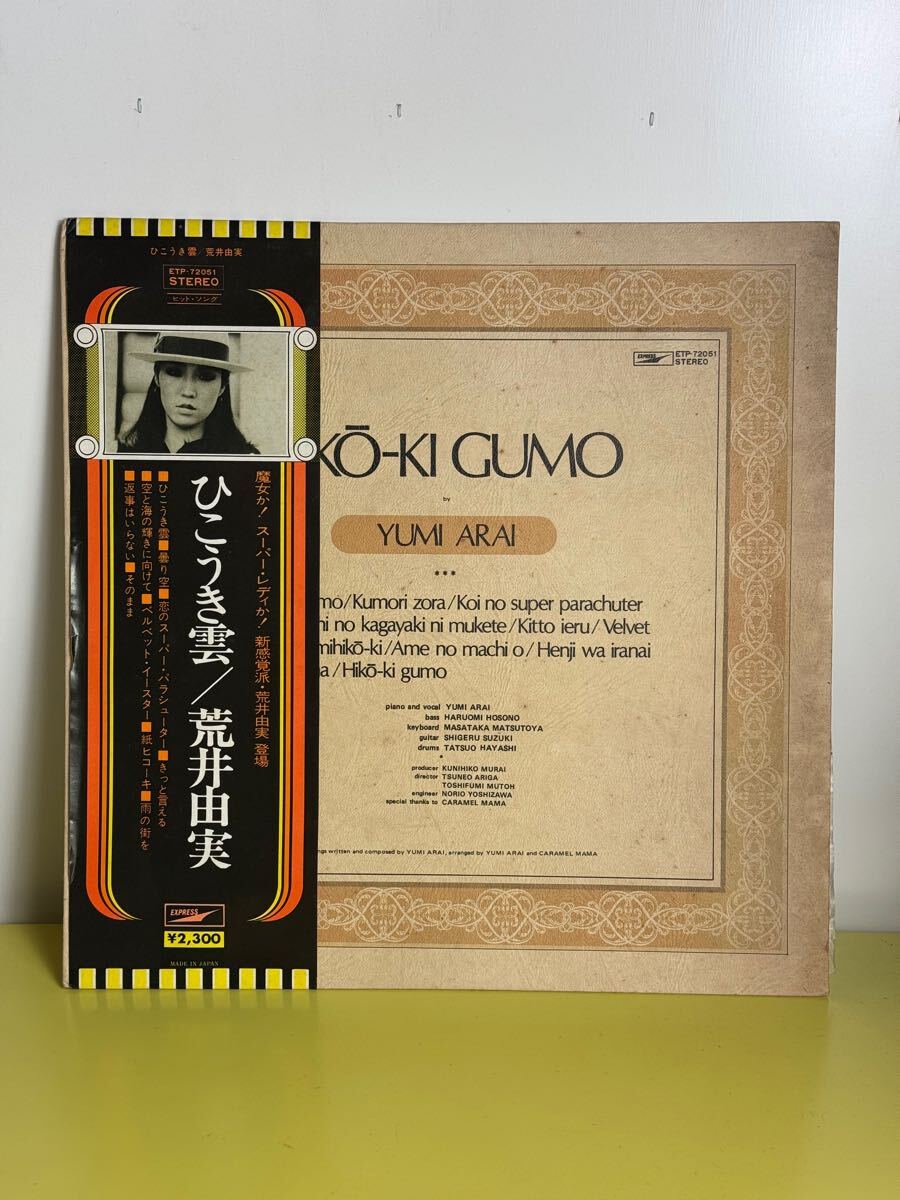 ひこうき雲/荒井由実
ETP-72051
STEREO
ヒット・ソング
魔女か!スーパー・レディか! 新感覚派・荒井由実 登場
ひこうき雲/荒井由実
■ひこうき雲■曇り空■恋のスーパー・パラシューター■きっと言える
■空と海の輝きに向けて■ベルベット・イースター■紙ヒコーキ■雨の街を
■返事はいらない■そのまま
EXPRESS
¥2,300
MADE IN JAPAN
EXPRESS
ETP-72051
STEREO
KŌ-KI GUMO
by
YUMI ARAI
***
mo/Kumori zora/Koi no super parachuter
ni no kagayaki ni mukete/Kitto ieru/Velvet
mihikō-ki/Ame no machi o/Henji wa iranai
a/Hikō-ki gumo
piano and vocal YUMI ARAI
bass HARUOMI HOSONO
keyboard MASATAKA MATSUTOYA
guitar SHIGERU SUZUKI
drums TATSUO HAYASHI
*
producer KUNIHIKO MURAI
director TSUNEO ARIGA
TOSHIFUMI MUTOH
engineer NORIO YOSHIZAWA
special thanks to CARAMEL MAMA
ngs written and composed by YUMI ARAI, arranged by YUMI ARAI and CARAMEL MAMA